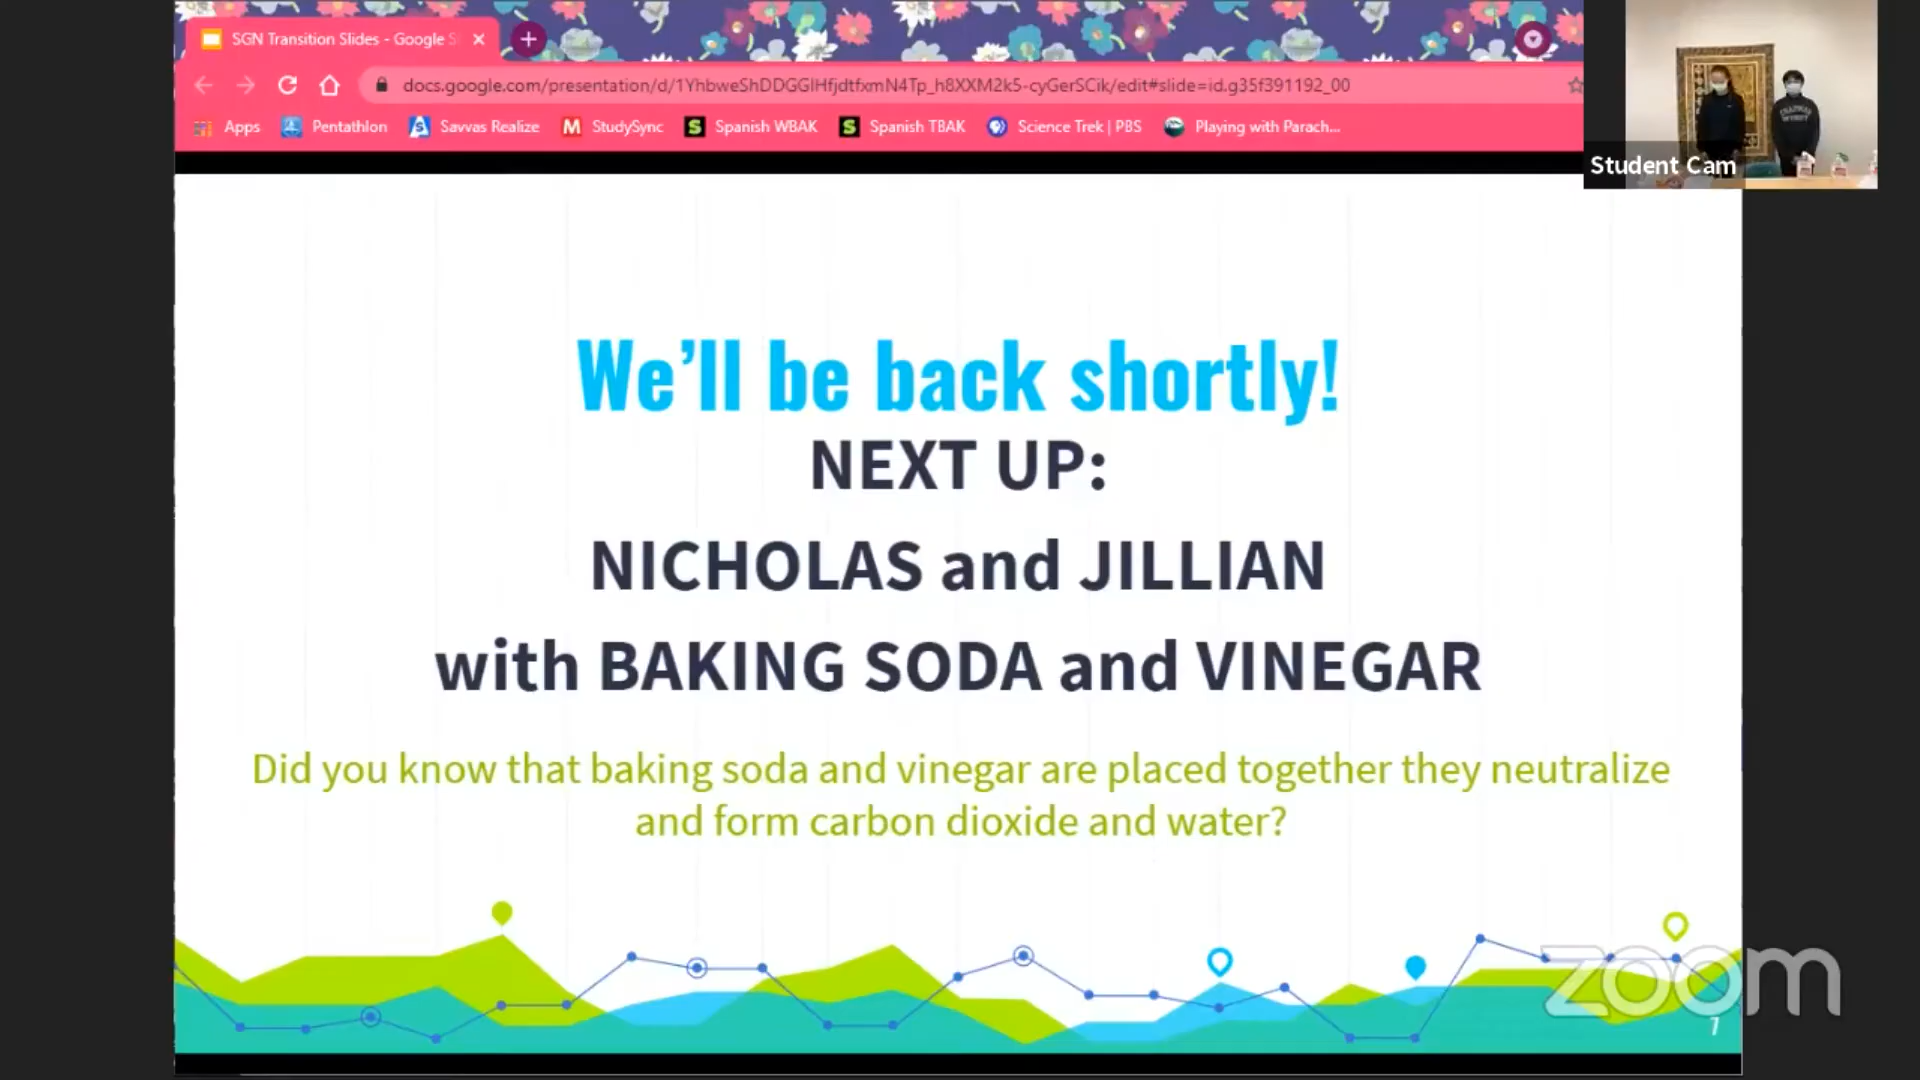 SGN Transition Slides - Google S
docs.google.com/presentation/d/1YhbweShDDGGlHfjdtfxmN4Tp_h8XXM2k5-cyGerSCik/edit#slide=id.g35f391192_00
Apps Pentathlon Savvas Realize StudySync Spanish WBAK Spanish TBAK Science Trek | PBS Playing with Parach...
Student Cam
We'll be back shortly!
NEXT UP:
NICHOLAS and JILLIAN
with BAKING SODA and VINEGAR
Did you know that baking soda and vinegar are placed together they neutralize
and form carbon dioxide and water?
zoom
7